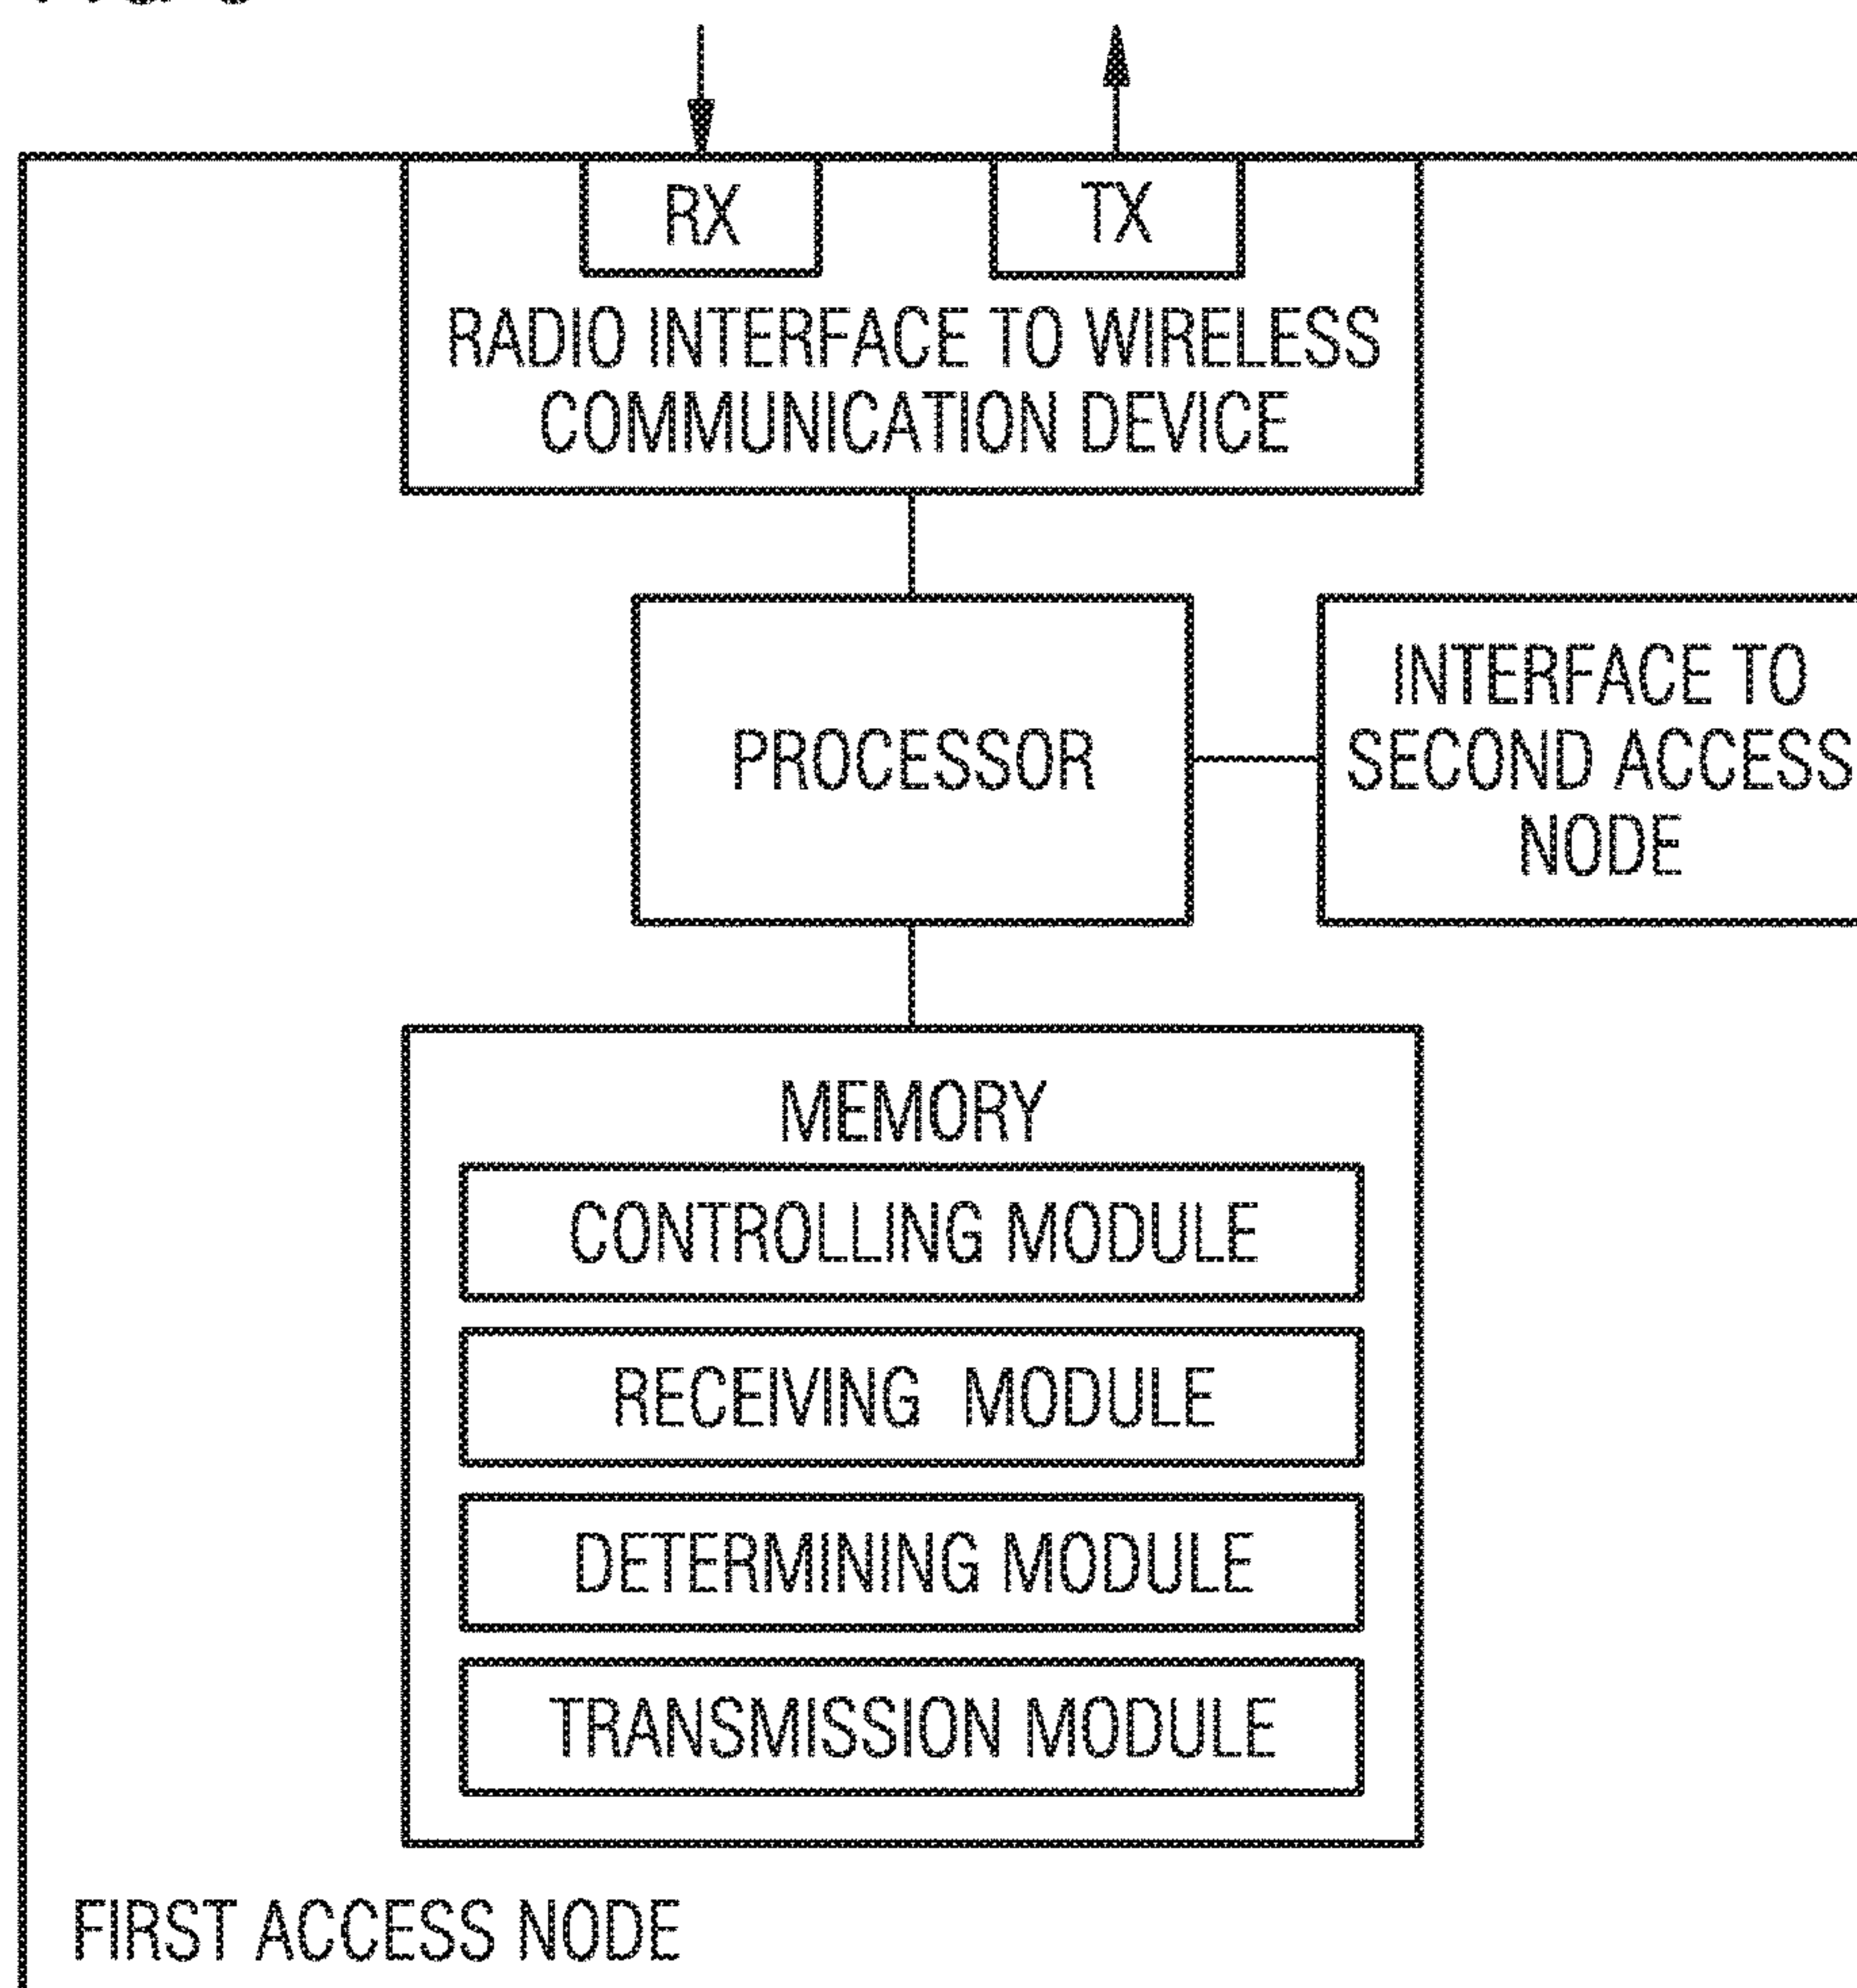 RX
TX
RADIO INTERFACE TO WIRELESS
COMMUNICATION DEVICE
PROCESSOR
INTERFACE TO
SECOND ACCESS
NODE
MEMORY
CONTROLLING MODULE
RECEIVING MODULE
DETERMINING MODULE
TRANSMISSION MODULE
FIRST ACCESS NODE